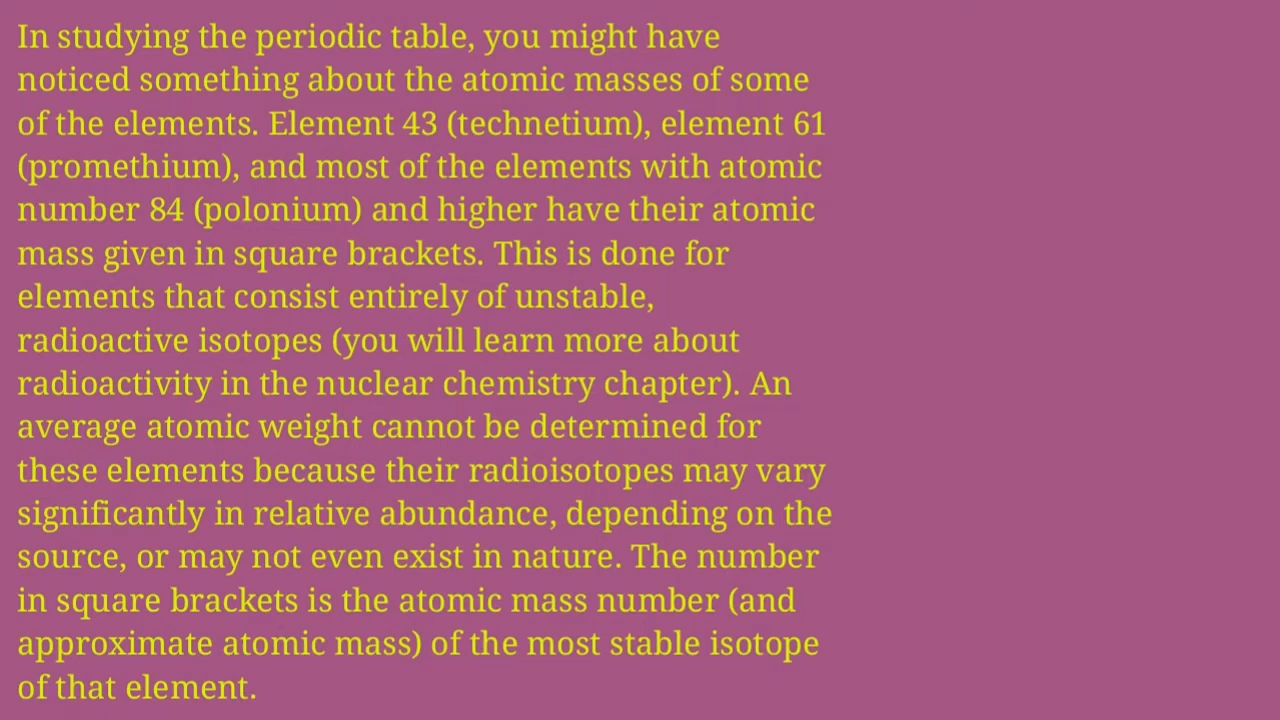 In studying the periodic table, you might have
noticed something about the atomic masses of some
of the elements. Element 43 (technetium), element 61
(promethium), and most of the elements with atomic
number 84 (polonium) and higher have their atomic
mass given in square brackets. This is done for
elements that consist entirely of unstable,
radioactive isotopes (you will learn more about
radioactivity in the nuclear chemistry chapter). An
average atomic weight cannot be determined for
these elements because their radioisotopes may vary
significantly in relative abundance, depending on the
source, or may not even exist in nature. The number
in square brackets is the atomic mass number (and
approximate atomic mass) of the most stable isotope
of that element.